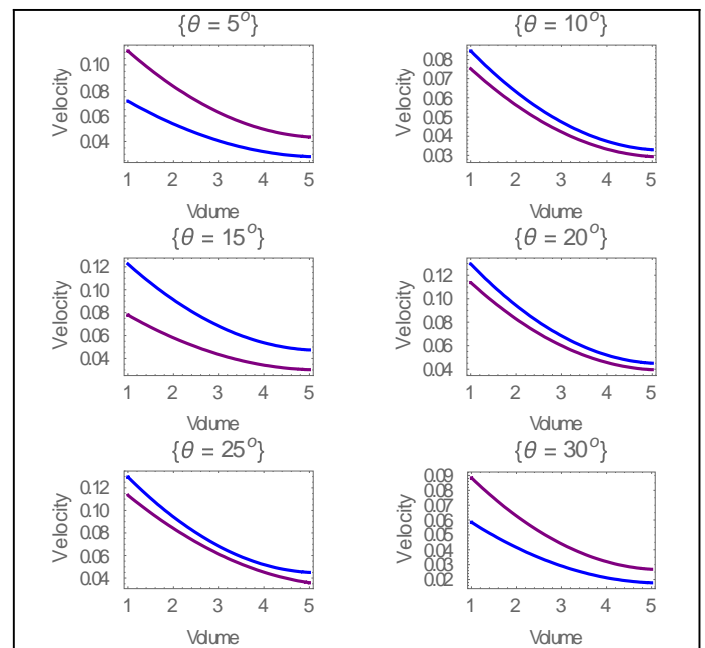 {θ = 5°}
Velocity
0.10
0.08
0.06
0.04
1 2 3 4 5
Volume
{θ = 10°}
Velocity
0.08
0.07
0.06
0.05
0.04
0.03
1 2 3 4 5
Volume
{θ = 15°}
Velocity
0.12
0.10
0.08
0.06
0.04
1 2 3 4 5
Volume
{θ = 20°}
Velocity
0.12
0.10
0.08
0.06
0.04
1 2 3 4 5
Volume
{θ = 25°}
Velocity
0.12
0.10
0.08
0.06
0.04
1 2 3 4 5
Volume
{θ = 30°}
Velocity
0.09
0.08
0.07
0.06
0.05
0.04
0.03
0.02
1 2 3 4 5
Volume